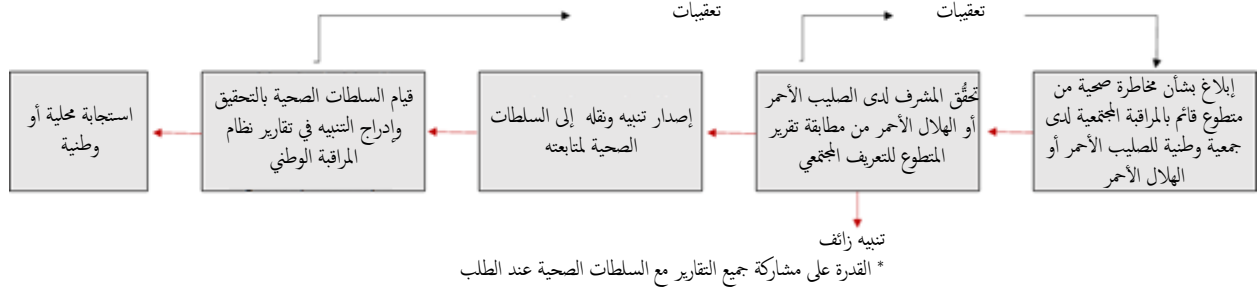 تعقيبات
تعقيبات
إبلاغ بشأن مخاطرة صحية من
متطوع قائم بالمراقبة المجتمعية لدى
جمعية وطنية للصليب الأحمر أو
الهلال الأحمر
تحقُّق المشرف لدى الصليب الأحمر
أو الهلال الأحمر من مطابقة تقرير
المتطوع للتعريف المجتمعي
إصدار تنبيه ونقله إلى السلطات
الصحية لمتابعته
قيام السلطات الصحية بالتحقيق
وإدراج التنبيه في تقارير نظام
المراقبة الوطني
استجابة محلية أو
وطنية
تنبيه زائف
* القدرة على مشاركة جميع التقارير مع السلطات الصحية عند الطلب